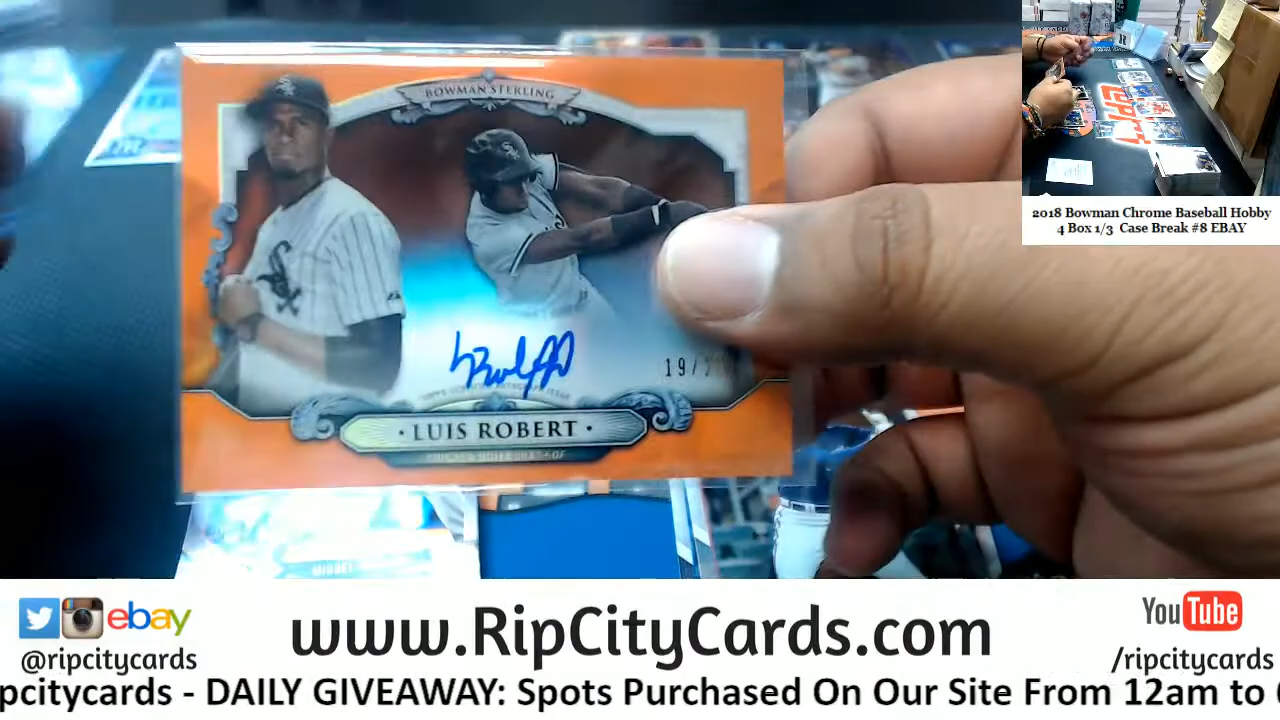 BOWMAN STERLING
19/
· LUIS ROBERT ·
2018 Bowman Chrome Baseball Hobby
4 Box 1/3 Case Break #8 EBAY
ebay
@ripcitycards
www.RipCityCards.com
YouTube
/ripcitycards
pcitycards - DAILY GIVEAWAY: Spots Purchased On Our Site From 12am to